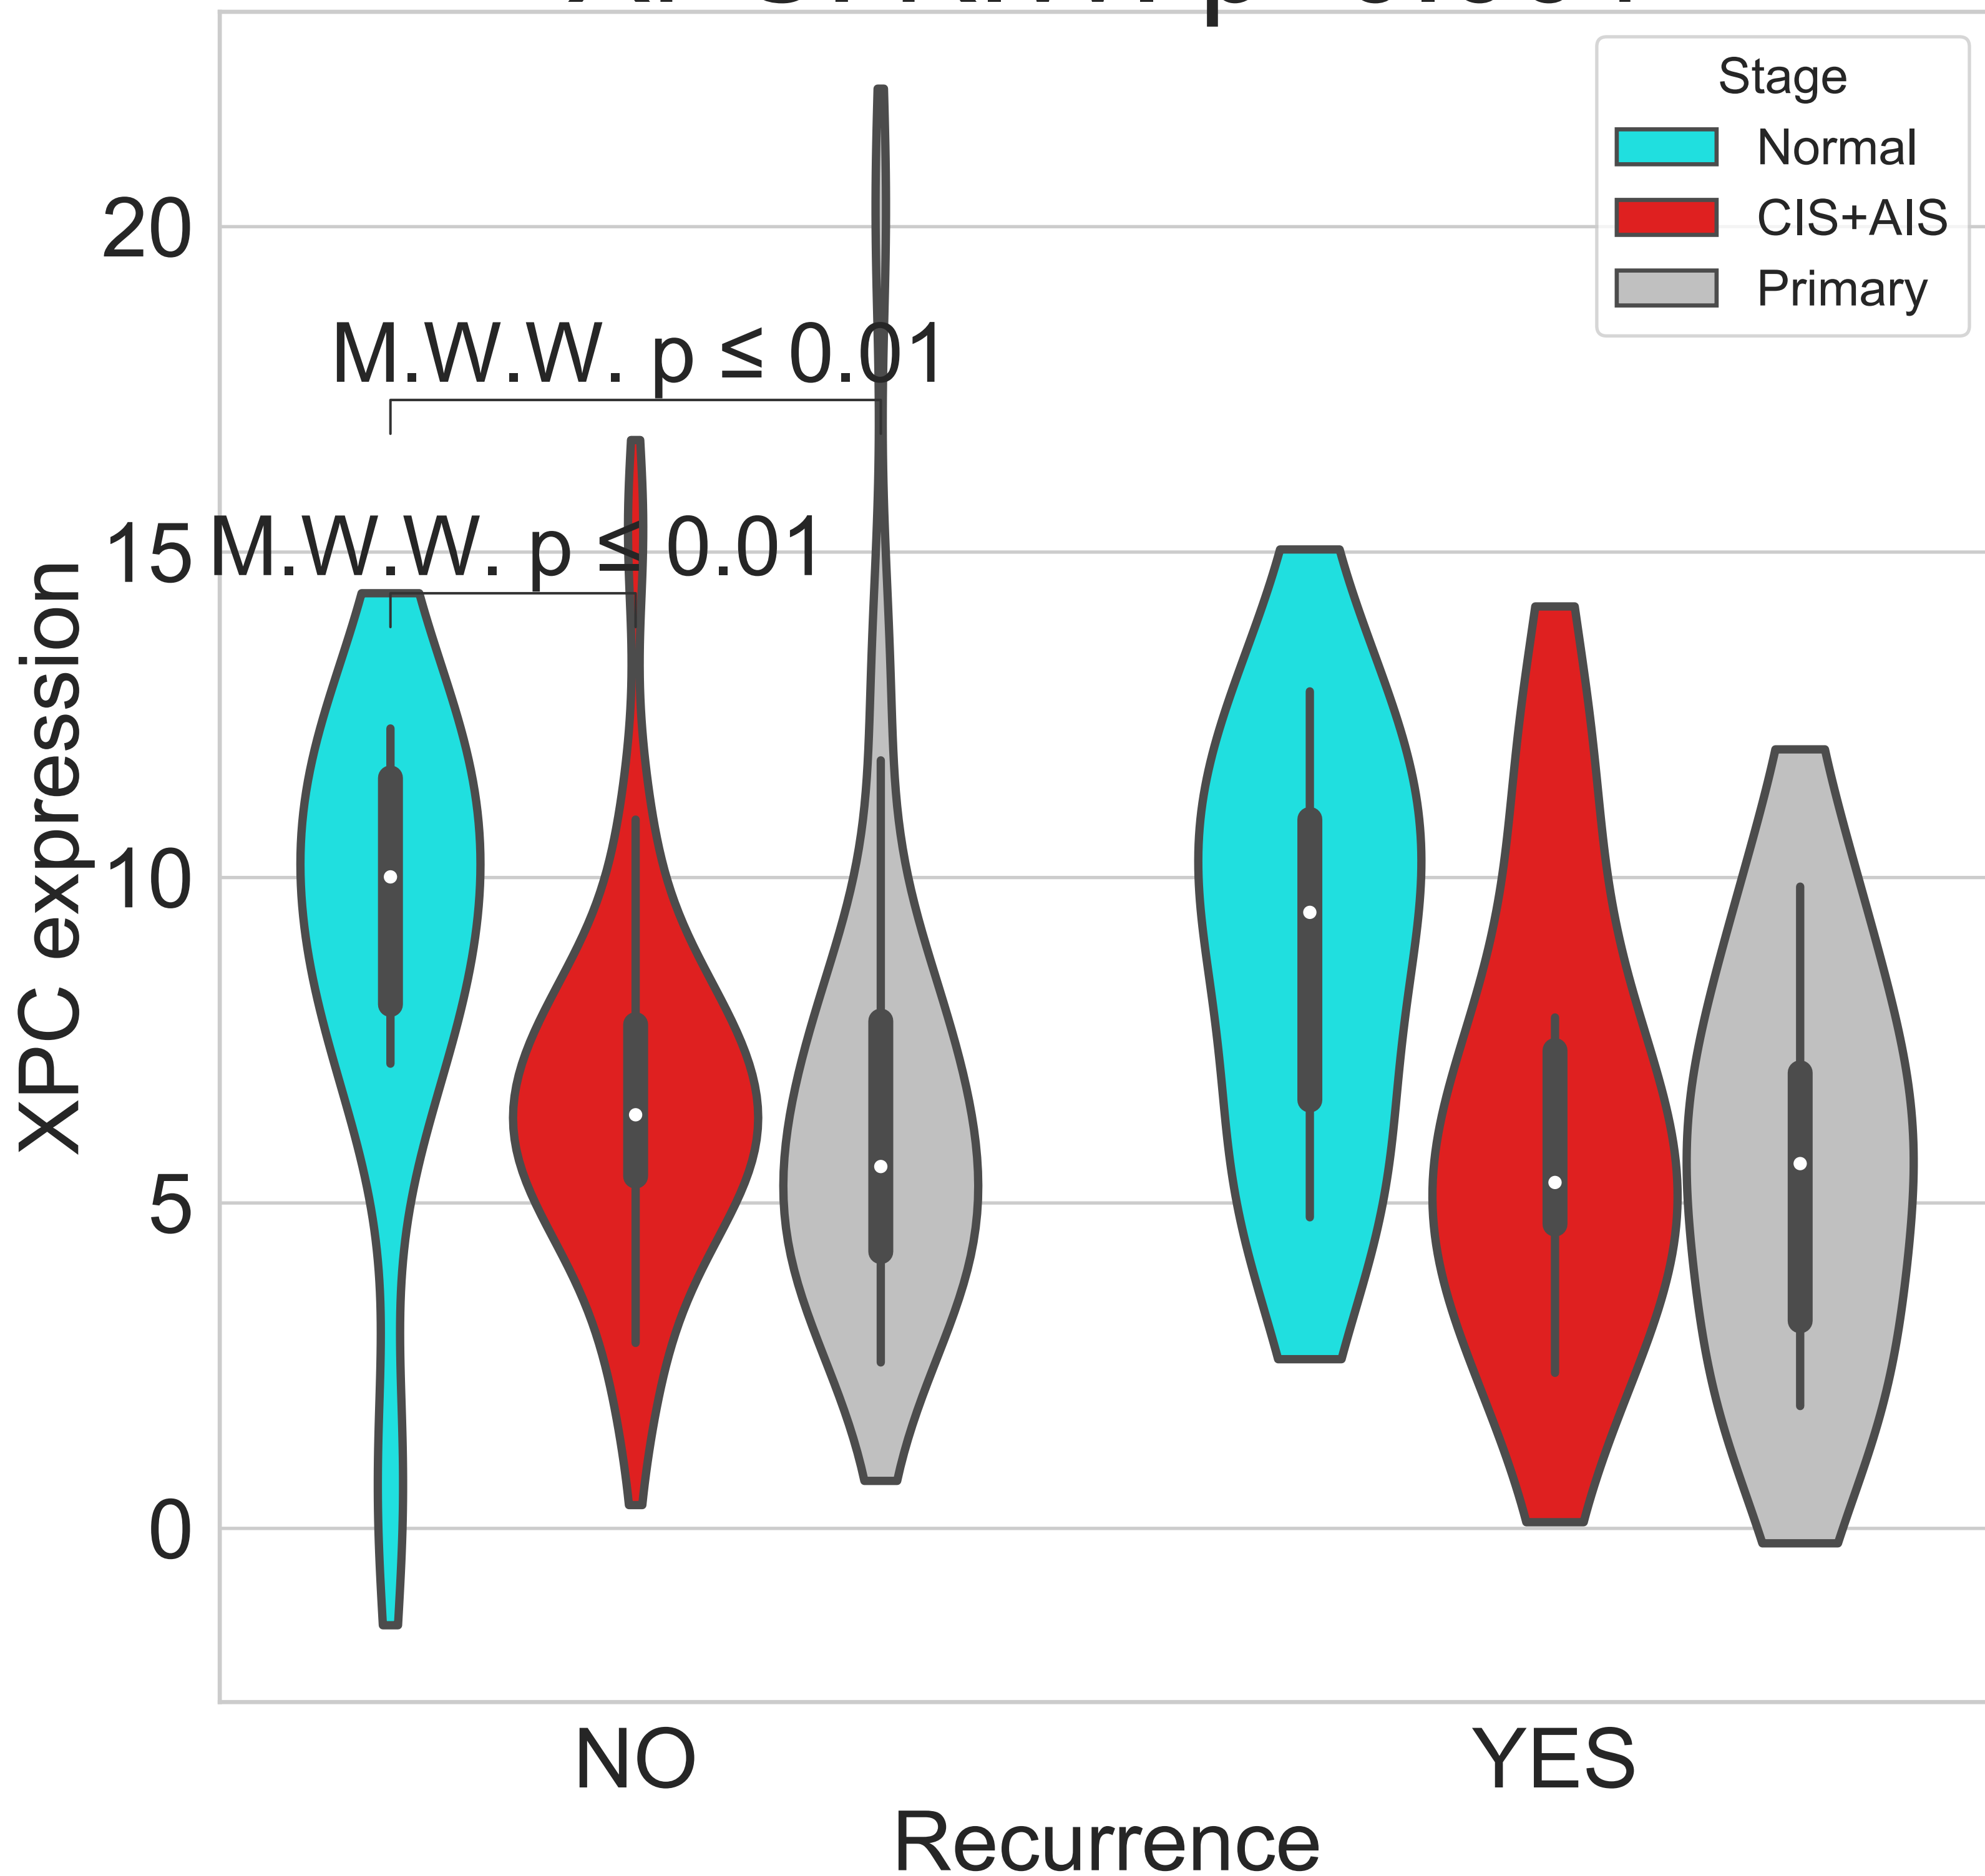 Stage
Normal
CIS+AIS
Primary
20
M.W.W. p ≤ 0.01
15
M.W.W. p ≤ 0.01
10
5
0
XPC expression
NO
YES
Recurrence